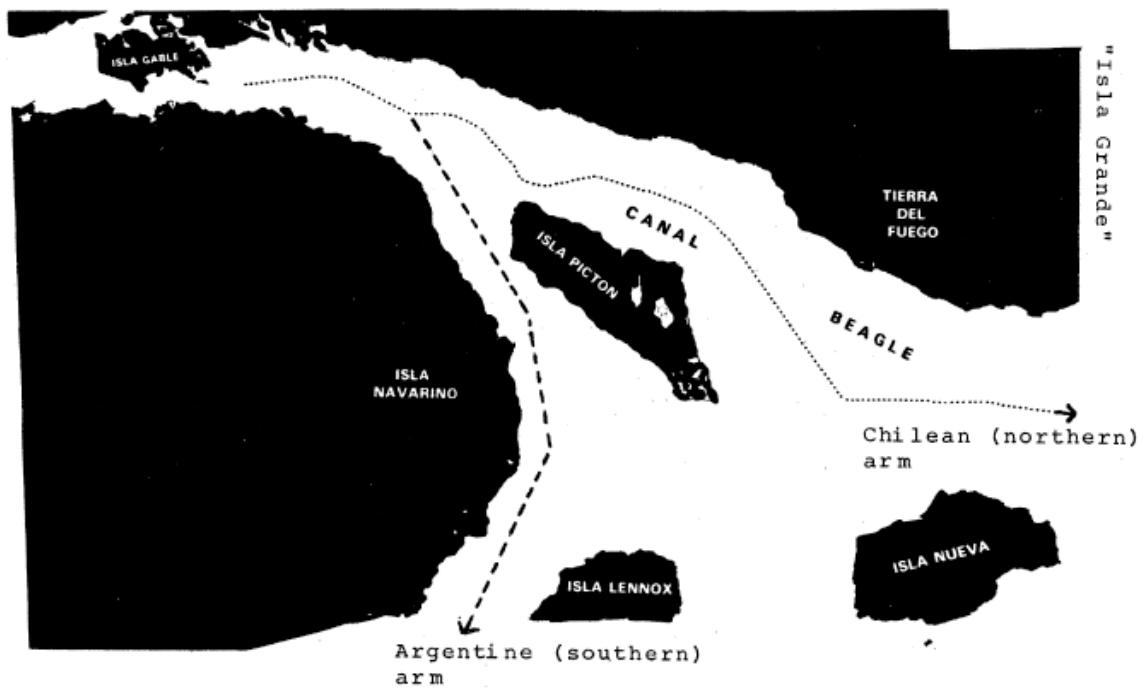 ISLA GABLE
"Isla Grande"
TIERRA
DEL
FUEGO
CANAL
ISLA PICTON
BEAGLE
ISLA
NAVARINO
Chilean (northern)
arm
ISLA NUEVA
ISLA LENNOX
Argentine (southern)
arm